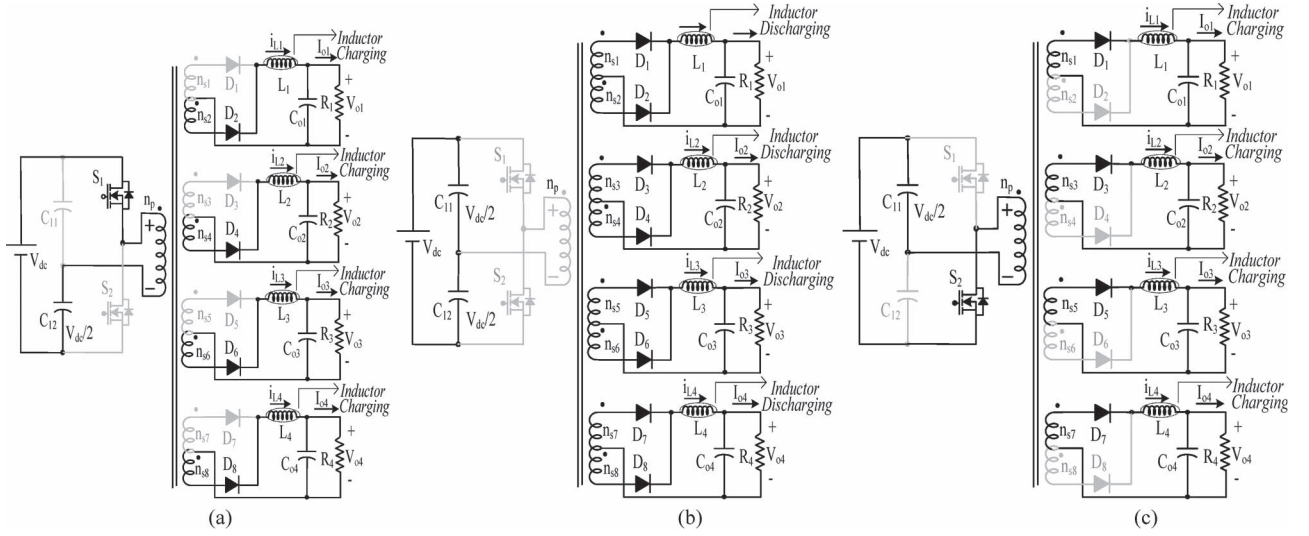 Inductor
Charging
i_L1
I_o1
L_1
n_s1
D_1
n_s2
D_2
C_o1
R_1
+
V_o1
-
i_L2
I_o2
Inductor
Charging
L_2
n_s3
D_3
n_s4
D_4
C_o2
R_2
+
V_o2
-
i_L3
I_o3
Inductor
Charging
L_3
n_s5
D_5
n_s6
D_6
C_o3
R_3
+
V_o3
-
i_L4
I_o4
Inductor
Charging
L_4
n_s7
D_7
n_s8
D_8
C_o4
R_4
+
V_o4
-
S_1
n_p
+
-
C_11
V_dc
S_2
C_12
V_dc/2
(a)
Inductor
Discharging
L_1
n_s1
D_1
n_s2
D_2
C_o1
R_1
+
V_o1
-
i_L2
I_o2
Inductor
Discharging
L_2
n_s3
D_3
n_s4
D_4
C_o2
R_2
+
V_o2
-
i_L3
I_o3
Inductor
Discharging
L_3
n_s5
D_5
n_s6
D_6
C_o3
R_3
+
V_o3
-
i_L4
I_o4
Inductor
Discharging
L_4
n_s7
D_7
n_s8
D_8
C_o4
R_4
+
V_o4
-
S_1
n_p
+
-
C_11
V_dc/2
V_dc
S_2
C_12
V_dc/2
(b)
Inductor
Charging
i_L1
I_o1
L_1
n_s1
D_1
n_s2
D_2
C_o1
R_1
+
V_o1
-
i_L2
I_o2
Inductor
Charging
L_2
n_s3
D_3
n_s4
D_4
C_o2
R_2
+
V_o2
-
i_L3
I_o3
Inductor
Charging
L_3
n_s5
D_5
n_s6
D_6
C_o3
R_3
+
V_o3
-
i_L4
I_o4
Inductor
Charging
L_4
n_s7
D_7
n_s8
D_8
C_o4
R_4
+
V_o4
-
S_1
n_p
+
-
C_11
V_dc/2
V_dc
S_2
C_12
(c)